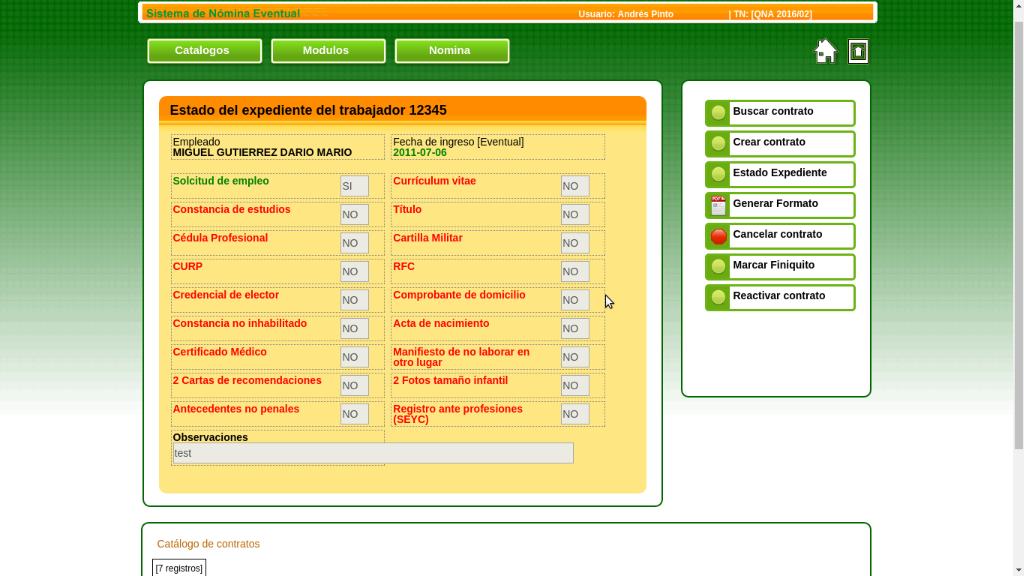 Sistema de Nómina Eventual
Usuario: Andrés Pinto | TN: [QNA 2016/02]
Catalogos Modulos Nomina
Estado del expediente del trabajador 12345
Empleado
MIGUEL GUTIERREZ DARIO MARIO
Fecha de ingreso [Eventual]
2011-07-06
Solcitud de empleo SI
Currículum vitae NO
Constancia de estudios NO
Título NO
Cédula Profesional NO
Cartilla Militar NO
CURP NO
RFC NO
Credencial de elector NO
Comprobante de domicilio NO
Constancia no inhabilitado NO
Acta de nacimiento NO
Certificado Médico NO
Manifiesto de no laborar en
otro lugar NO
2 Cartas de recomendaciones NO
2 Fotos tamaño infantil NO
Antecedentes no penales NO
Registro ante profesiones
(SEYC) NO
Observaciones
test
Buscar contrato
Crear contrato
Estado Expediente
Generar Formato
Cancelar contrato
Marcar Finiquito
Reactivar contrato
Catálogo de contratos
[7 registros]